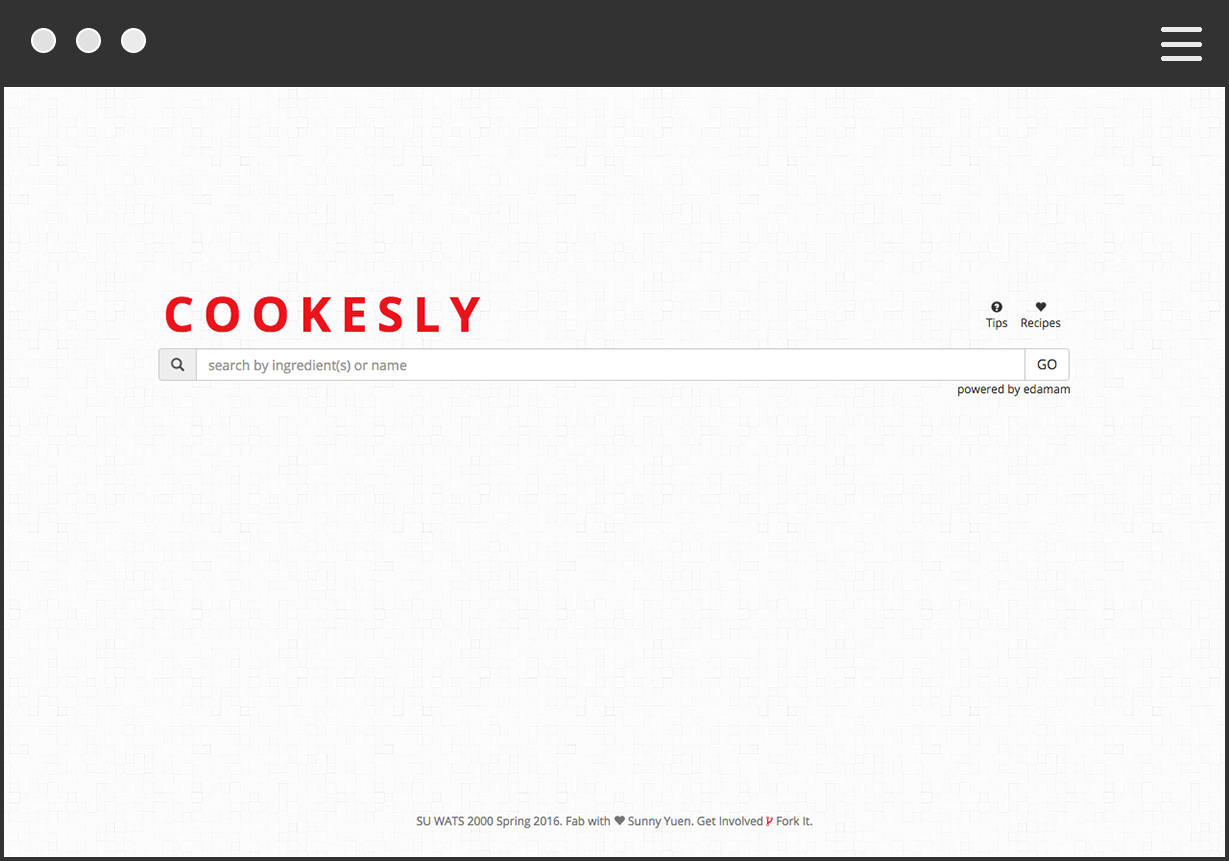 COOKESLY
Tips Recipes
search by ingredient(s) or name GO
powered by edamam
SU WATS 2000 Spring 2016. Fab with ♥ Sunny Yuen. Get Involved Fork It.